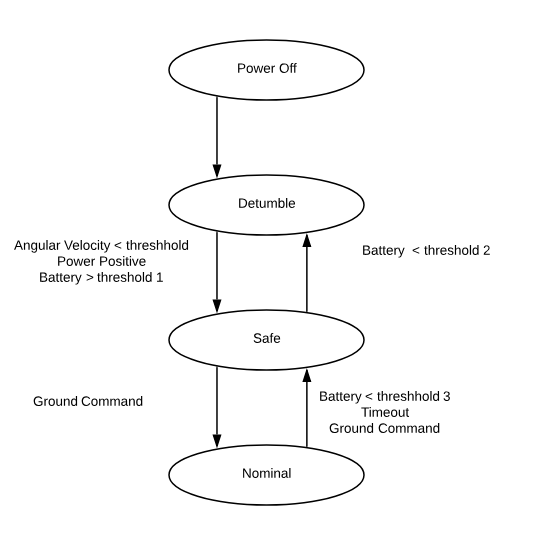 Power Off
Detumble
Angular Velocity < threshhold
Power Positive
Battery > threshold 1
Battery < threshold 2
Safe
Ground Command
Battery < threshhold 3
Timeout
Ground Command
Nominal